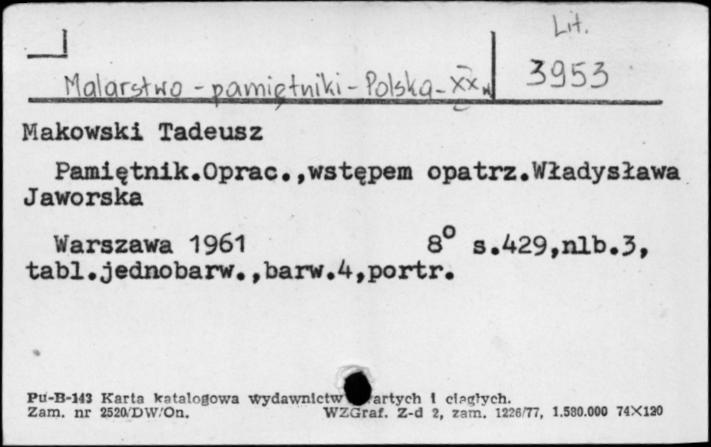 Lit.
3953
Malarstwo - pamiętniki - Polska - XX w
Makowski Tadeusz
Pamiętnik.Oprac.,wstępem opatrz.Władysława
Jaworska
Warszawa 1961 8° s.429,nlb.3,
tabl.jednobarw.,barw.4,portr.
Pu-B-143 Karta katalogowa wydawnictw artych i ciągłych.
Zam. nr 2520/DW/On. WZGraf. Z-d 2, zam. 1226/77, 1.580.000 74X120